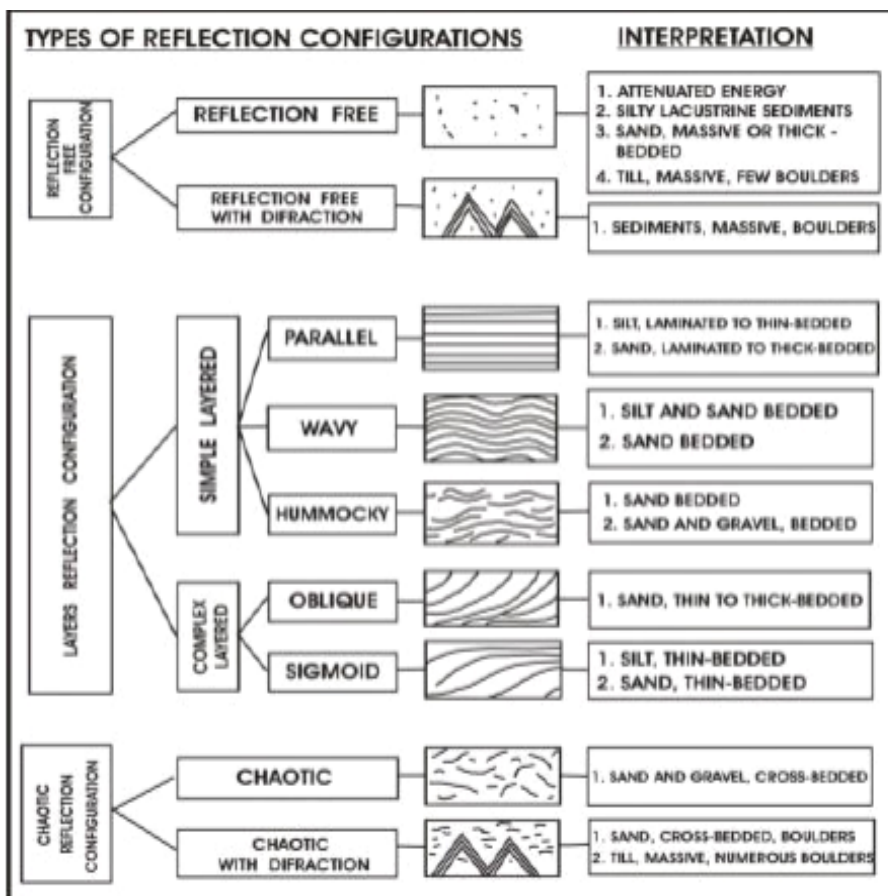 TYPES OF REFLECTION CONFIGURATIONS
INTERPRETATION
REFLECTION
FREE
CONFIGURATION
REFLECTION FREE
1. ATTENUATED ENERGY
2. SILTY LACUSTRINE SEDIMENTS
3. SAND, MASSIVE OR THICK -
BEDDED
4. TILL, MASSIVE, FEW BOULDERS
REFLECTION FREE
WITH DIFRACTION
1. SEDIMENTS, MASSIVE, BOULDERS
LAYERS REFLECTION CONFIGURATION
SIMPLE LAYERED
PARALLEL
1. SILT, LAMINATED TO THIN-BEDDED
2. SAND, LAMINATED TO THICK-BEDDED
WAVY
1. SILT AND SAND BEDDED
2. SAND BEDDED
HUMMOCKY
1. SAND BEDDED
2. SAND AND GRAVEL, BEDDED
COMPLEX
LAYERED
OBLIQUE
1. SAND, THIN TO THICK-BEDDED
SIGMOID
1. SILT, THIN-BEDDED
2. SAND, THIN-BEDDED
CHAOTIC
REFLECTION
CONFIGURATION
CHAOTIC
1. SAND AND GRAVEL, CROSS-BEDDED
CHAOTIC
WITH DIFRACTION
1. SAND, CROSS-BEDDED, BOULDERS
2. TILL, MASSIVE, NUMEROUS BOULDERS